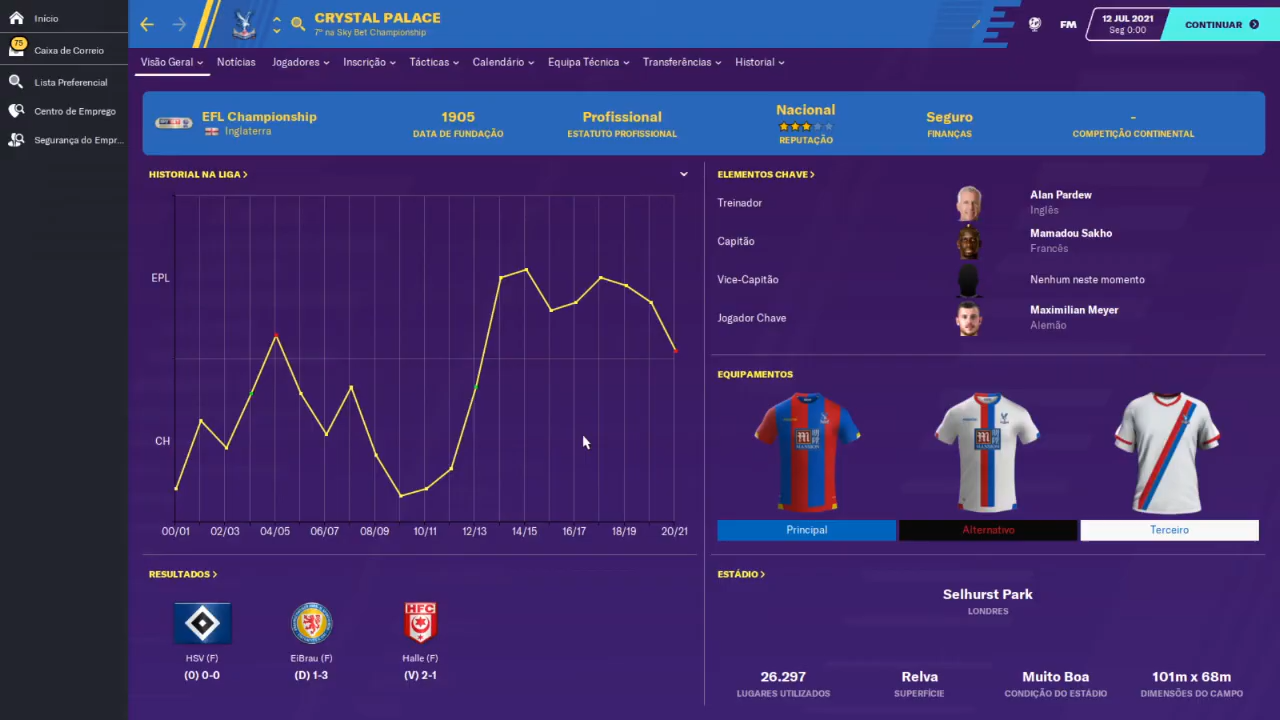 Início
75
Caixa de Correio
Lista Preferencial
Centro de Emprego
Segurança do Empr...
CRYSTAL PALACE
7º na Sky Bet Championship
FM
12 JUL 2021
Seg 0:00
CONTINUAR
Visão Geral
Notícias
Jogadores
Inscrição
Tácticas
Calendário
Equipa Técnica
Transferências
Historial
EFL Championship
Inglaterra
1905
DATA DE FUNDAÇÃO
Profissional
ESTATUTO PROFISSIONAL
Nacional
REPUTAÇÃO
Seguro
FINANÇAS
-
COMPETIÇÃO CONTINENTAL
HISTORIAL NA LIGA
EPL
CH
00/01 02/03 04/05 06/07 08/09 10/11 12/13 14/15 16/17 18/19 20/21
RESULTADOS
HSV (F)
(0) 0-0
EiBrau (F)
(D) 1-3
HFC
Halle (F)
(V) 2-1
ELEMENTOS CHAVE
Treinador
Alan Pardew
Inglês
Capitão
Mamadou Sakho
Francês
Vice-Capitão
Nenhum neste momento
Jogador Chave
Maximilian Meyer
Alemão
EQUIPAMENTOS
MANSION
MANSION
Principal
Alternativo
Terceiro
ESTÁDIO
Selhurst Park
LONDRES
26.297
LUGARES UTILIZADOS
Relva
SUPERFÍCIE
Muito Boa
CONDIÇÃO DO ESTÁDIO
101m x 68m
DIMENSÕES DO CAMPO